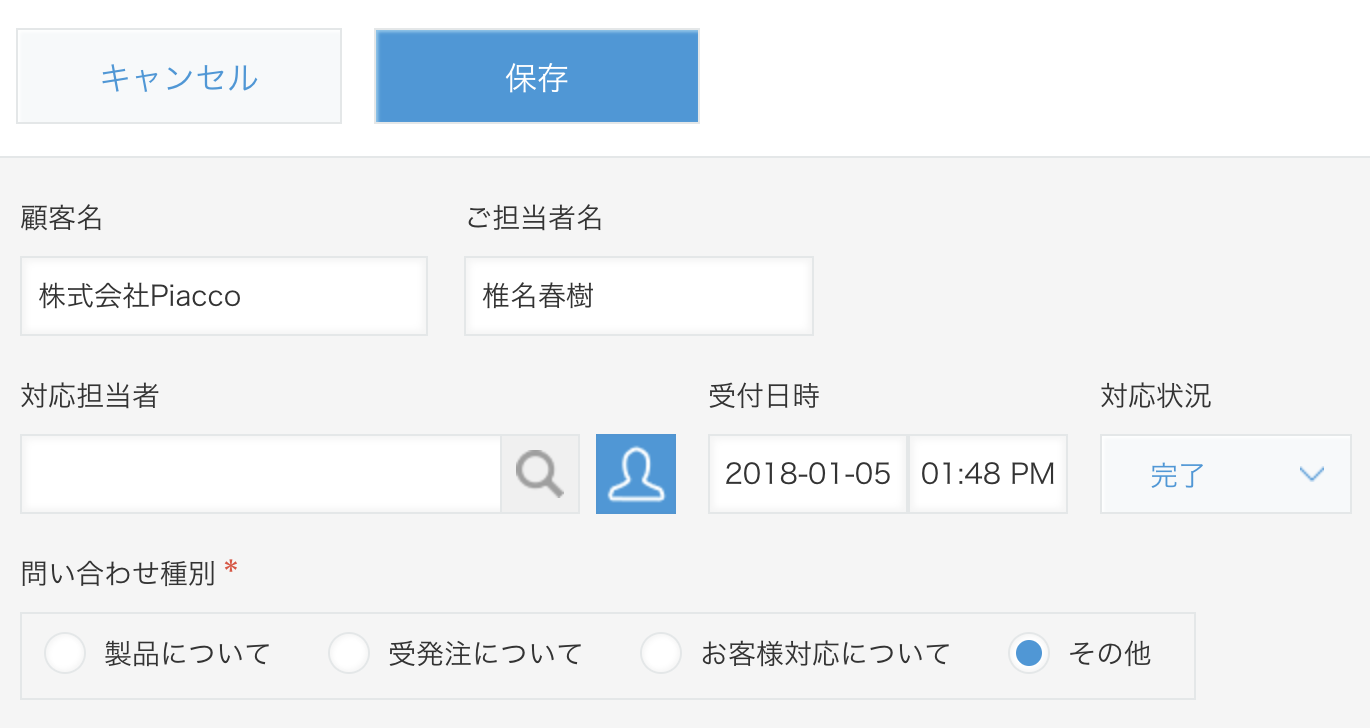 キャンセル 保存
顧客名 ご担当者名
株式会社Piacco 椎名春樹
対応担当者 受付日時 対応状況
2018-01-05 01:48 PM 完了
問い合わせ種別 *
製品について 受発注について お客様対応について その他